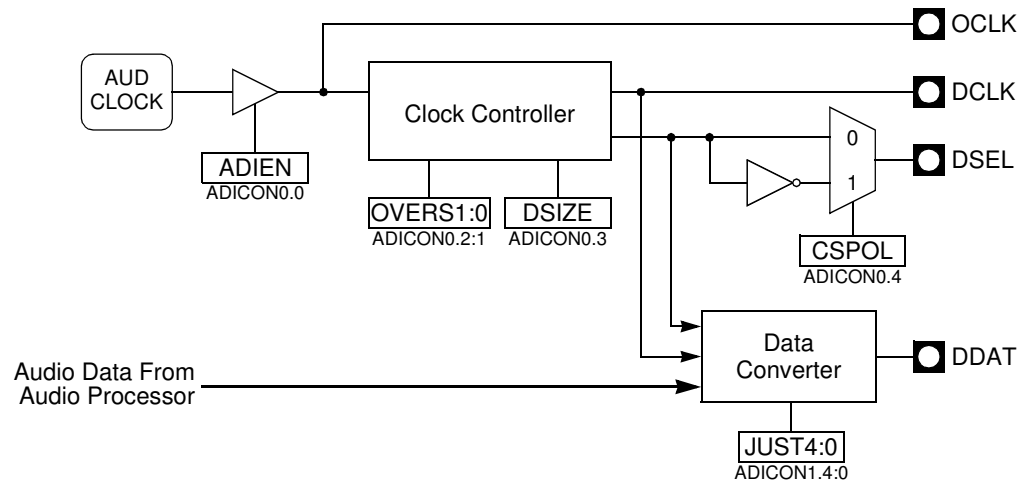 OCLK
AUD
CLOCK
Clock Controller
DCLK
0
DSEL
1
ADIEN
ADICON0.0
OVERS1:0
ADICON0.2:1
DSIZE
ADICON0.3
CSPOL
ADICON0.4
Data
Converter
DDAT
Audio Data From
Audio Processor
JUST4:0
ADICON1.4:0